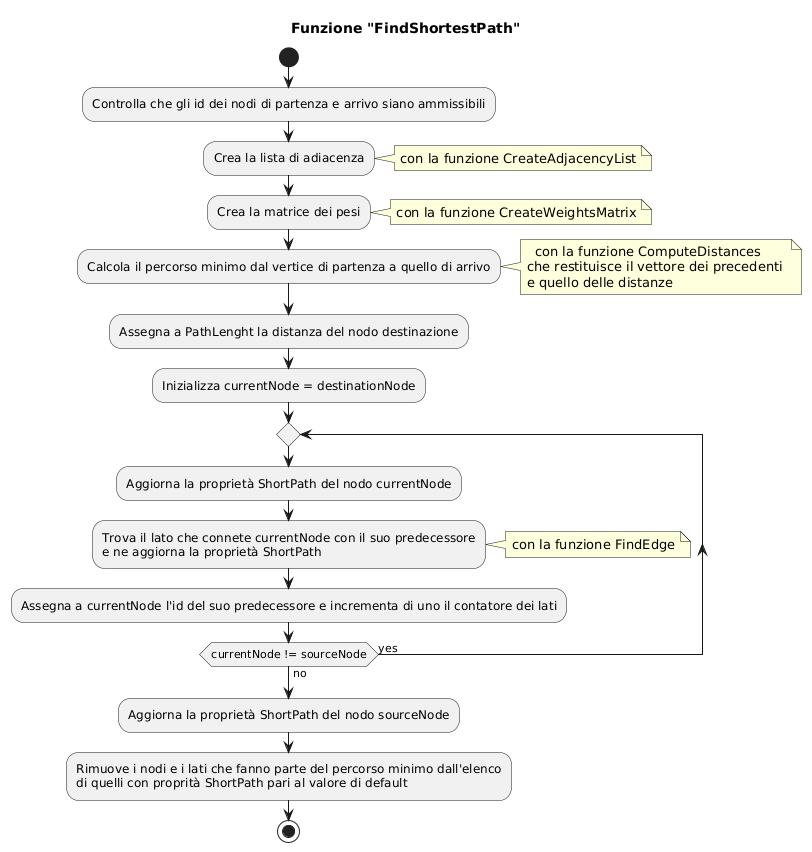 Funzione "FindShortestPath"
Controlla che gli id dei nodi di partenza e arrivo siano ammissibili
Crea la lista di adiacenza
con la funzione CreateAdjacencyList
Crea la matrice dei pesi
con la funzione CreateWeightsMatrix
Calcola il percorso minimo dal vertice di partenza a quello di arrivo
con la funzione ComputeDistances
che restituisce il vettore dei precedenti
e quello delle distanze
Assegna a PathLenght la distanza del nodo destinazione
Inizializza currentNode = destinationNode
Aggiorna la proprietà ShortPath del nodo currentNode
Trova il lato che connete currentNode con il suo predecessore
e ne aggiorna la proprietà ShortPath
con la funzione FindEdge
Assegna a currentNode l'id del suo predecessore e incrementa di uno il contatore dei lati
currentNode != sourceNode
yes
no
Aggiorna la proprietà ShortPath del nodo sourceNode
Rimuove i nodi e i lati che fanno parte del percorso minimo dall'elenco
di quelli con proprità ShortPath pari al valore di default